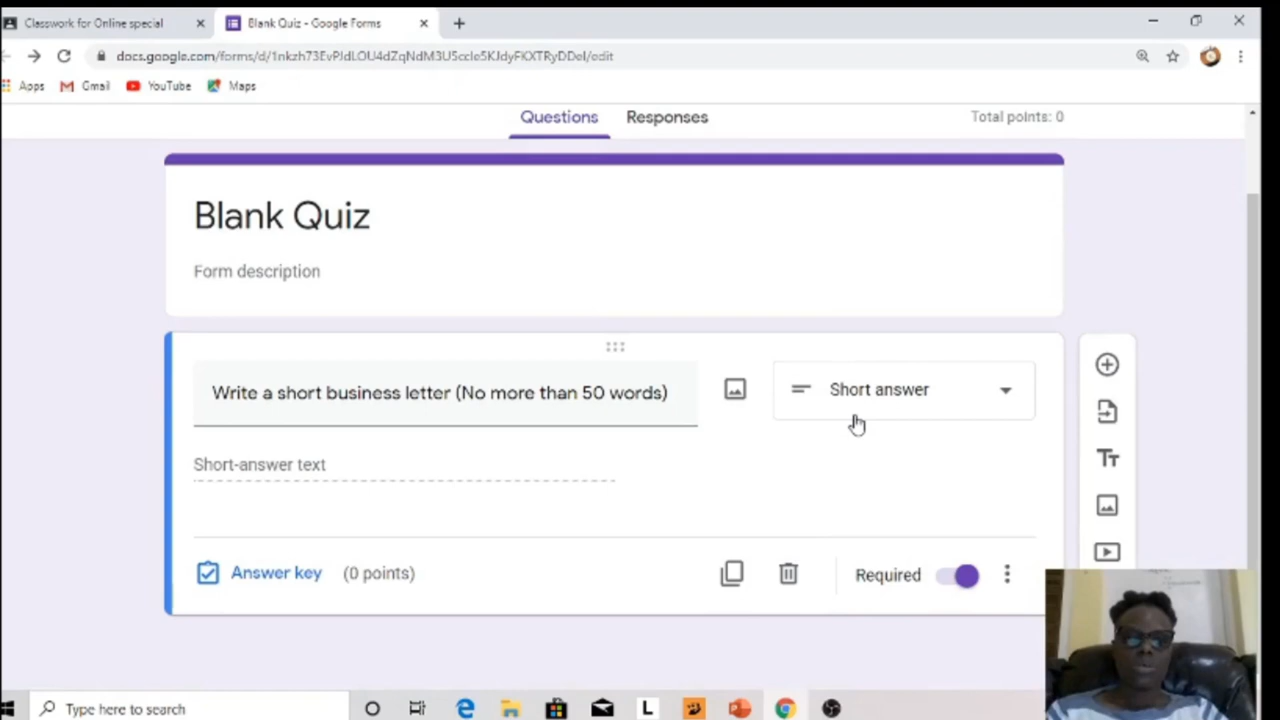 Classwork for Online special
Blank Quiz - Google Forms
Apps
Gmail
YouTube
Maps
Questions
Responses
Total points: 0
Blank Quiz
Form description
Write a short business letter (No more than 50 words)
Short answer
Short-answer text
Answer key
(0 points)
Required
Type here to search